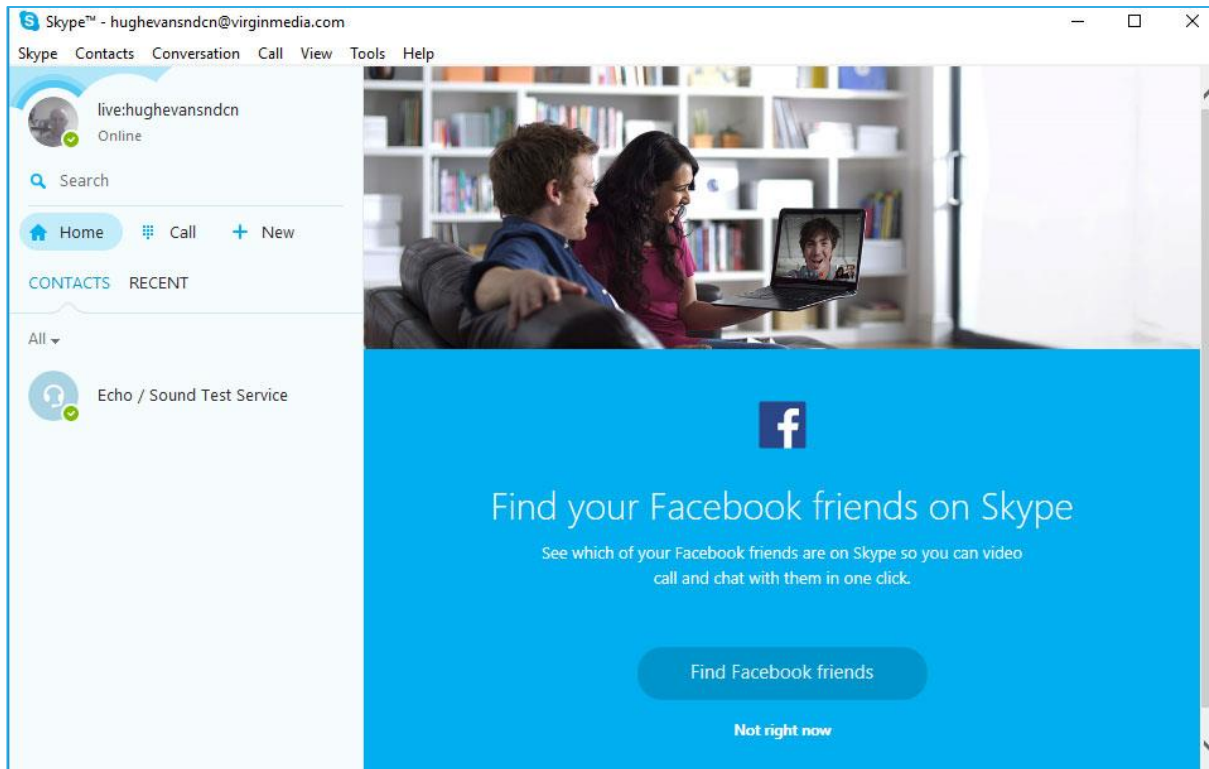 Skype™ - hughevansndcn@virginmedia.com
Skype Contacts Conversation Call View Tools Help
live:hughevansndcn
Online
Search
Home Call New
CONTACTS RECENT
All
Echo / Sound Test Service
f
Find your Facebook friends on Skype
See which of your Facebook friends are on Skype so you can video
call and chat with them in one click.
Find Facebook friends
Not right now